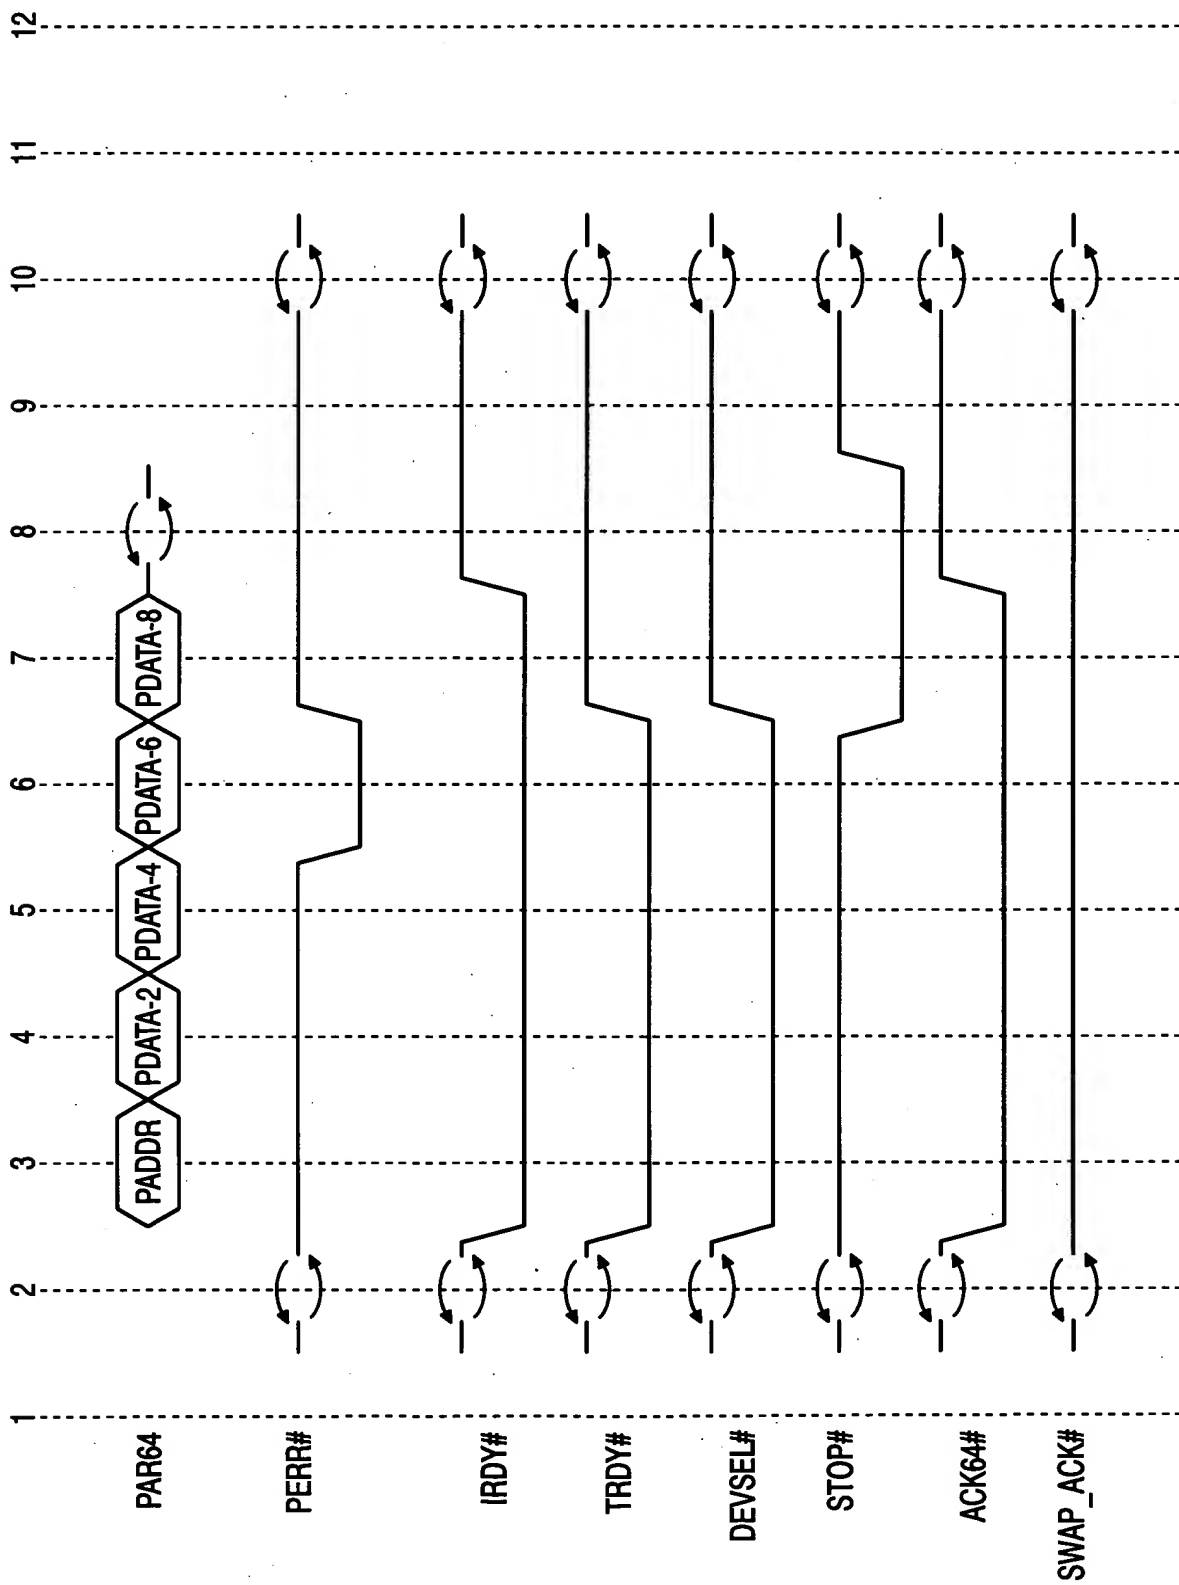 1 2 3 4 5 6 7 8 9 10 11 12
PAR64 PADDR PDATA-2 PDATA-4 PDATA-6 PDATA-8
PERR#
IRDY#
TRDY#
DEVSEL#
STOP#
ACK64#
SWAP_ACK#